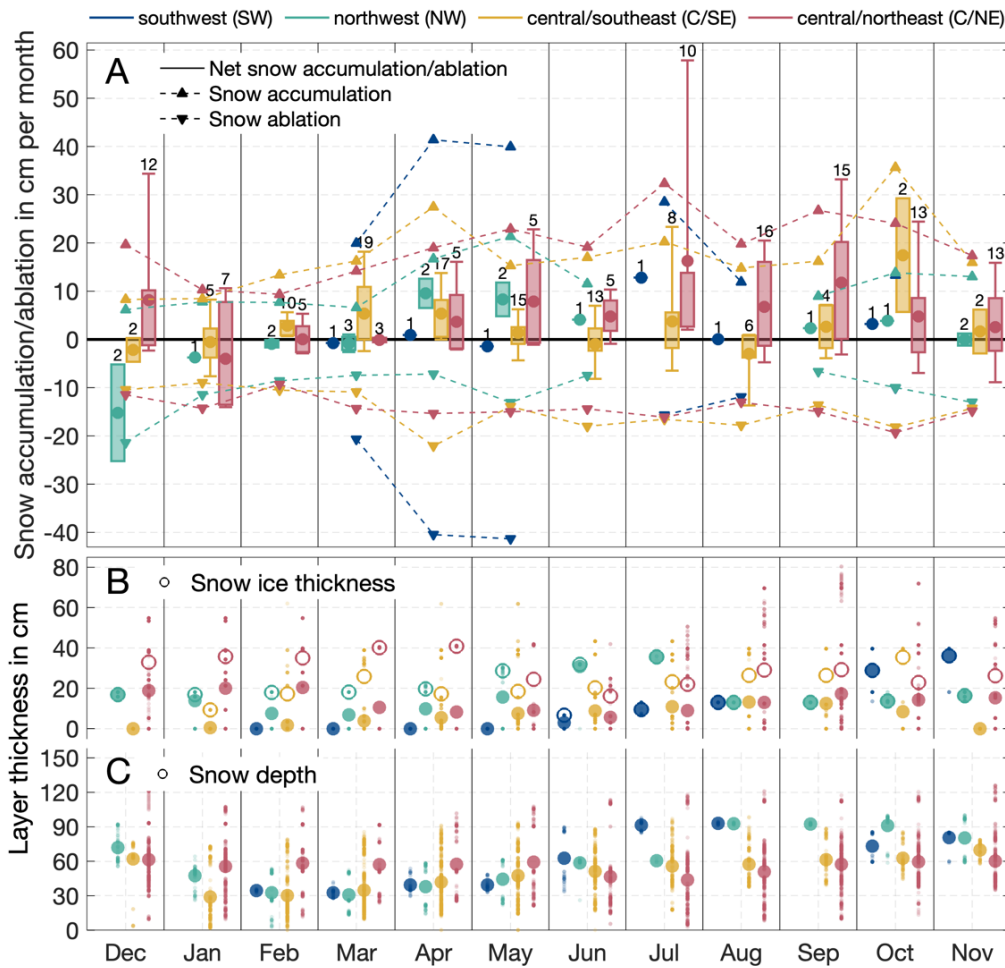 southwest (SW) northwest (NW) central/southeast (C/SE) central/northeast (C/NE)
Snow accumulation/ablation in cm per month
60
50
40
30
20
10
0
-10
-20
-30
-40
A
Net snow accumulation/ablation
Snow accumulation
Snow ablation
2 2 12
1 5 7
2 10 5
1 3 19 3
1 2 17 5
1 2 15 5
1 13 5
1 8 10
1 6 16
1 4 15
1 1 2 13
2 2 13
Layer thickness in cm
80
60
40
20
0
B
Snow ice thickness
150
120
90
60
30
0
C
Snow depth
Dec Jan Feb Mar Apr May Jun Jul Aug Sep Oct Nov